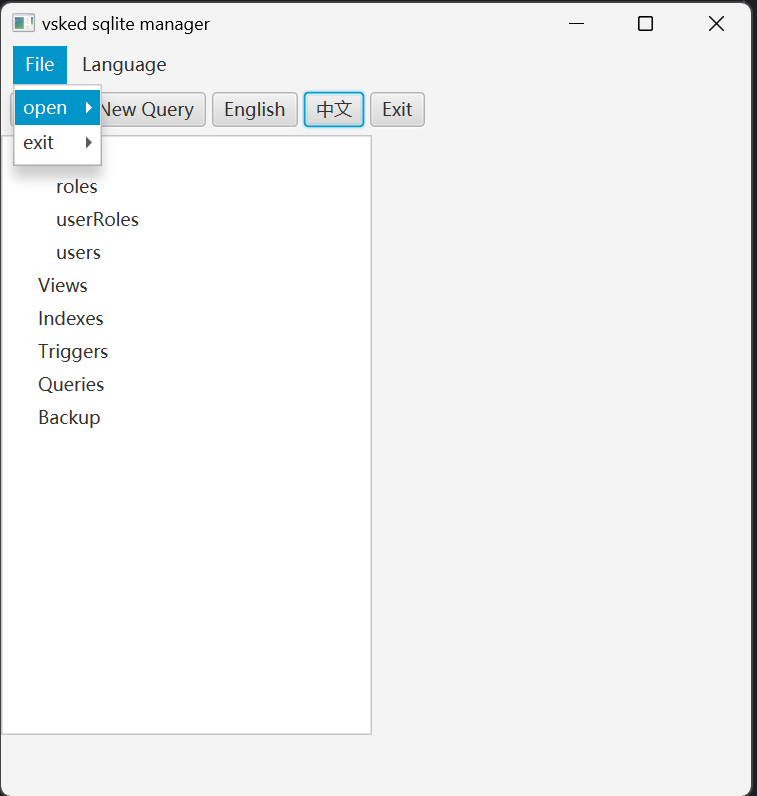 vsked sqlite manager
File Language
open New Query English 中文 Exit
exit
roles
userRoles
users
Views
Indexes
Triggers
Queries
Backup